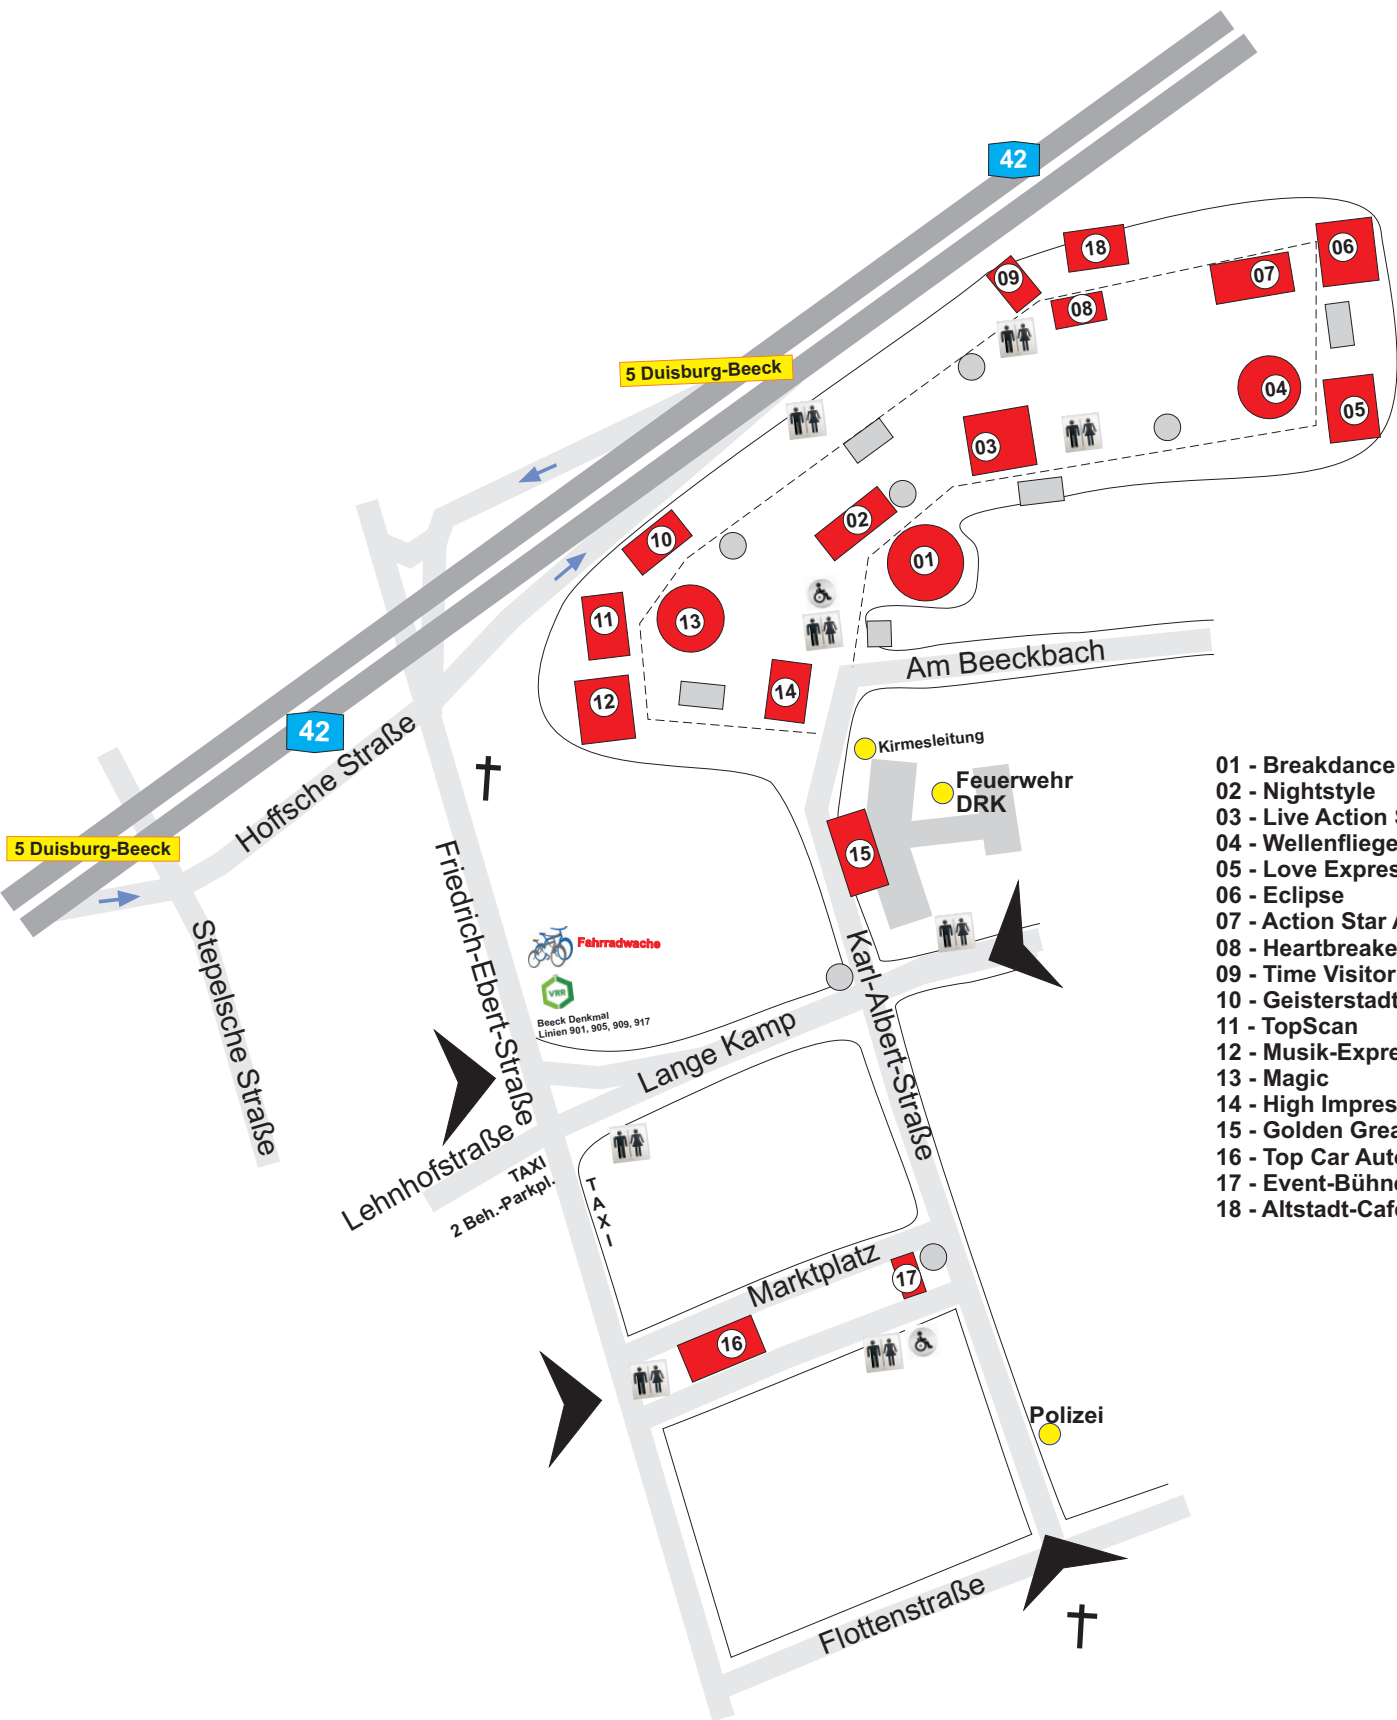 42
18
06
09
07
08
5 Duisburg-Beeck
04
05
03
02
10
01
11
13
14
12
Am Beeckbach
42
Hoffsche Straße
Kirmesleitung
Feuerwehr
DRK
5 Duisburg-Beeck
15
01 - Breakdance
02 - Nightstyle
03 - Live Action
04 - Wellenfliege
05 - Love Expres
06 - Eclipse
07 - Action Star
08 - Heartbreake
09 - Time Visitor
10 - Geisterstadt
11 - TopScan
12 - Musik-Expre
13 - Magic
14 - High Impres
15 - Golden Grea
16 - Top Car Aut
17 - Event-Bühn
18 - Altstadt-Caf
Friedrich-Ebert-Straße
Stepelsche Straße
Fahrradwache
VRR
Beeck Denkmal
Linien 901, 905, 909, 917
Karl-Albert-Straße
Lange Kamp
Lehnhofstraße
TAXI
2 Beh.-Parkpl.
TAXI
Marktplatz
17
16
Polizei
Flottenstraße